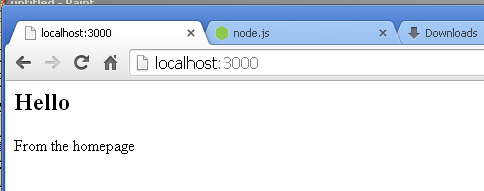 untitled - Paint
localhost:3000
node.js
Downloads
localhost:3000
Hello
From the homepage